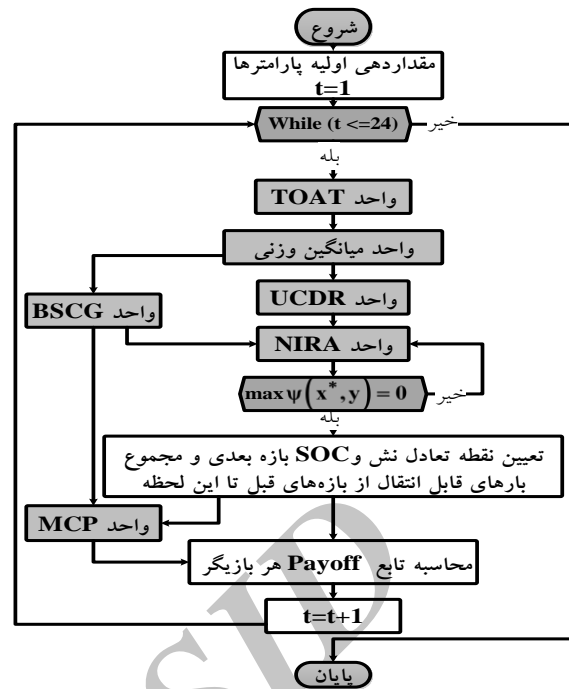 شروع
مقداردهی اولیه پارامترها
t=1
While (t <=24)
خیر
بله
واحد TOAT
واحد میانگین وزنی
واحد UCDR
واحد BSCG
واحد NIRA
max ψ(x*, y) = 0
خیر
بله
تعیین نقطه تعادل نش و SOC بازه بعدی و مجموع
بارهای قابل انتقال از بازه‌های قبل تا این لحظه
واحد MCP
محاسبه تابع Payoff هر بازیگر
t=t+1
پایان
SID